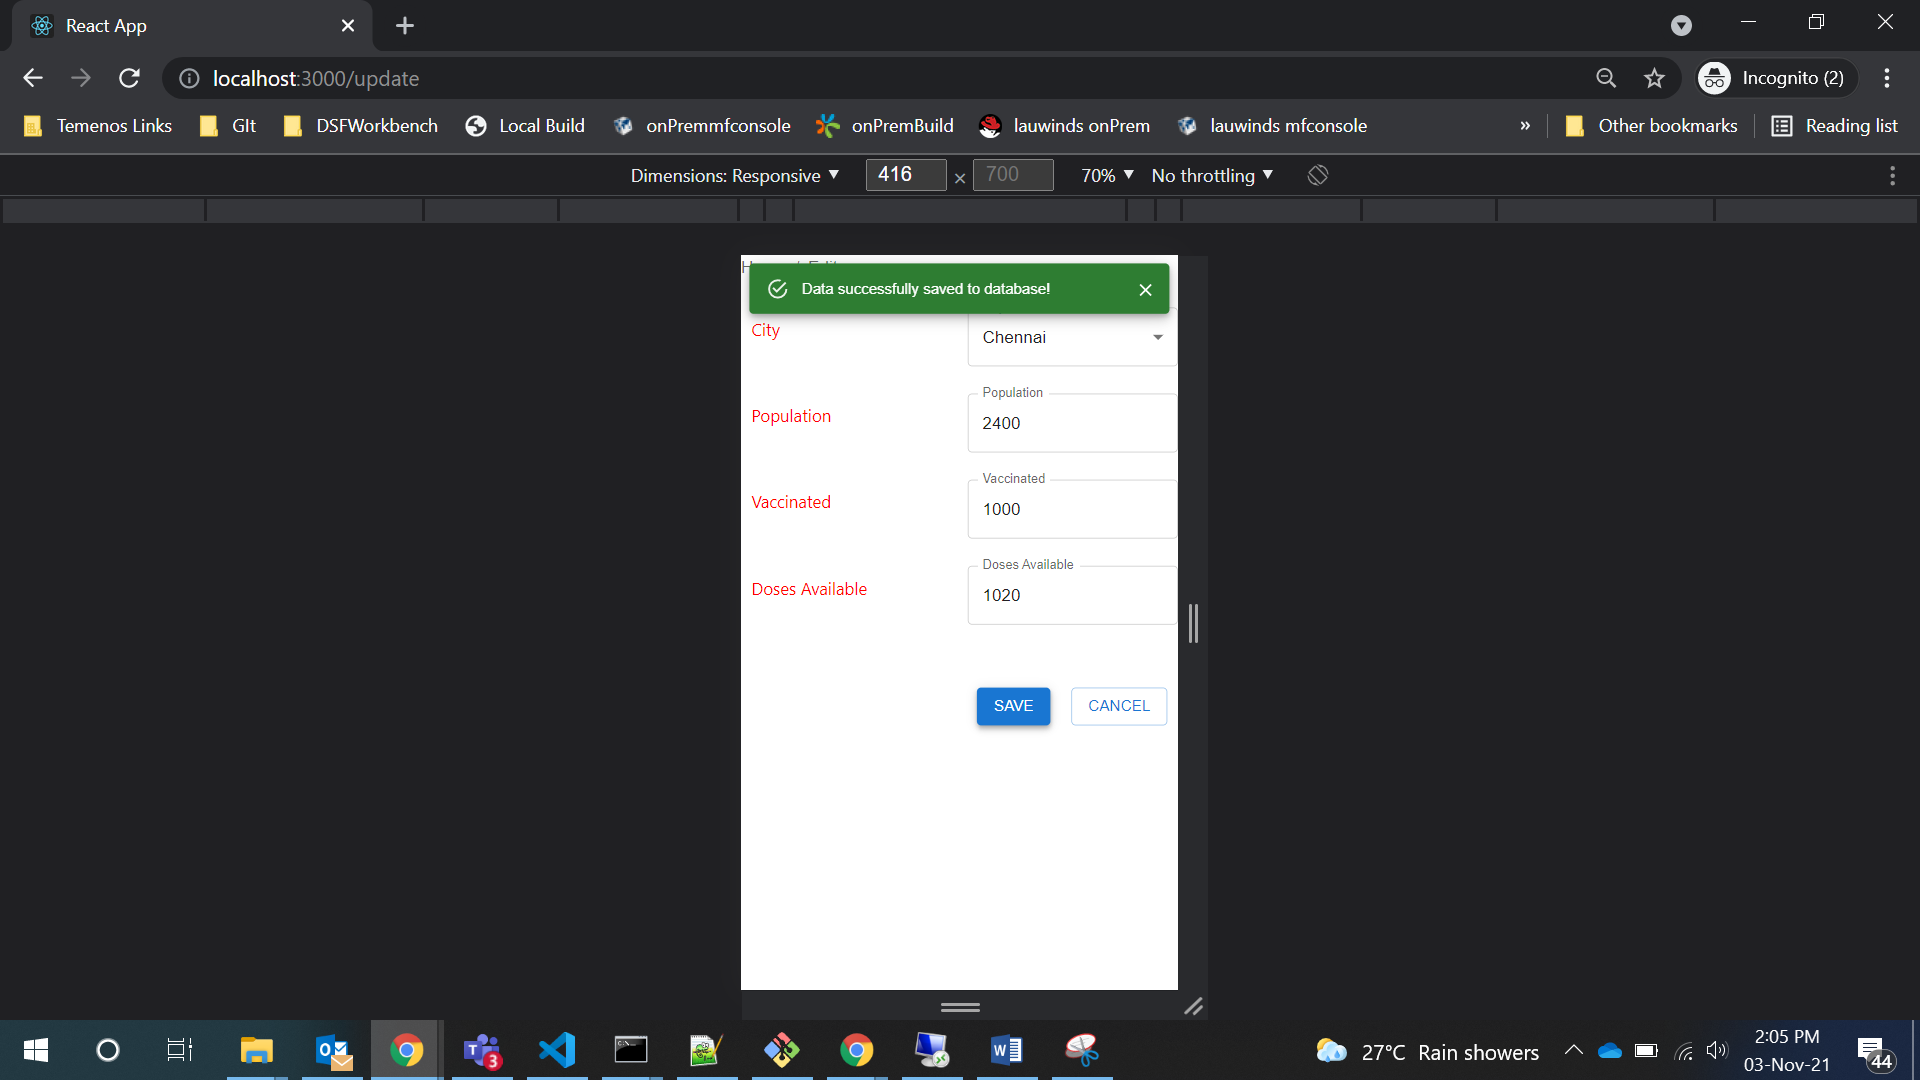 React App
localhost:3000/update
Incognito (2)
Temenos Links
GIt
DSFWorkbench
Local Build
onPremmfconsole
onPremBuild
lauwinds onPrem
lauwinds mfconsole
»
Other bookmarks
Reading list
Dimensions: Responsive
416 × 700
70%
No throttling
Data successfully saved to database!
City
Chennai
Population
Population
2400
Vaccinated
Vaccinated
1000
Doses Available
Doses Available
1020
SAVE
CANCEL
3
27°C Rain showers
2:05 PM
03-Nov-21
44